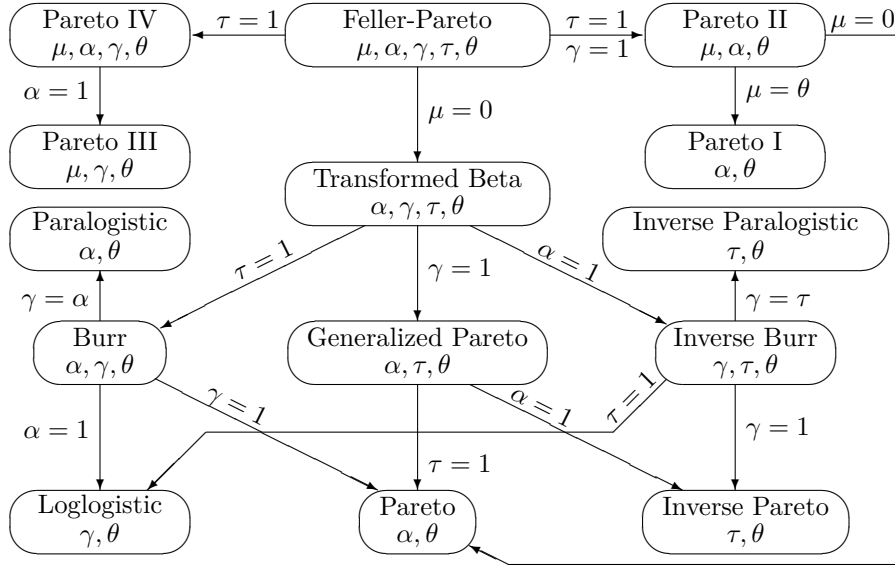 Pareto IV
μ, α, γ, θ
τ = 1
Feller-Pareto
μ, α, γ, τ, θ
τ = 1
γ = 1
Pareto II
μ, α, θ
μ = 0
α = 1
μ = 0
μ = θ
Pareto III
μ, γ, θ
Pareto I
α, θ
Transformed Beta
α, γ, τ, θ
Paralogistic
α, θ
Inverse Paralogistic
τ, θ
τ = 1
γ = 1
α = 1
γ = α
γ = τ
Burr
α, γ, θ
Generalized Pareto
α, τ, θ
Inverse Burr
γ, τ, θ
α = 1
γ = 1
α = 1
τ = 1
γ = 1
τ = 1
Loglogistic
γ, θ
Pareto
α, θ
Inverse Pareto
τ, θ